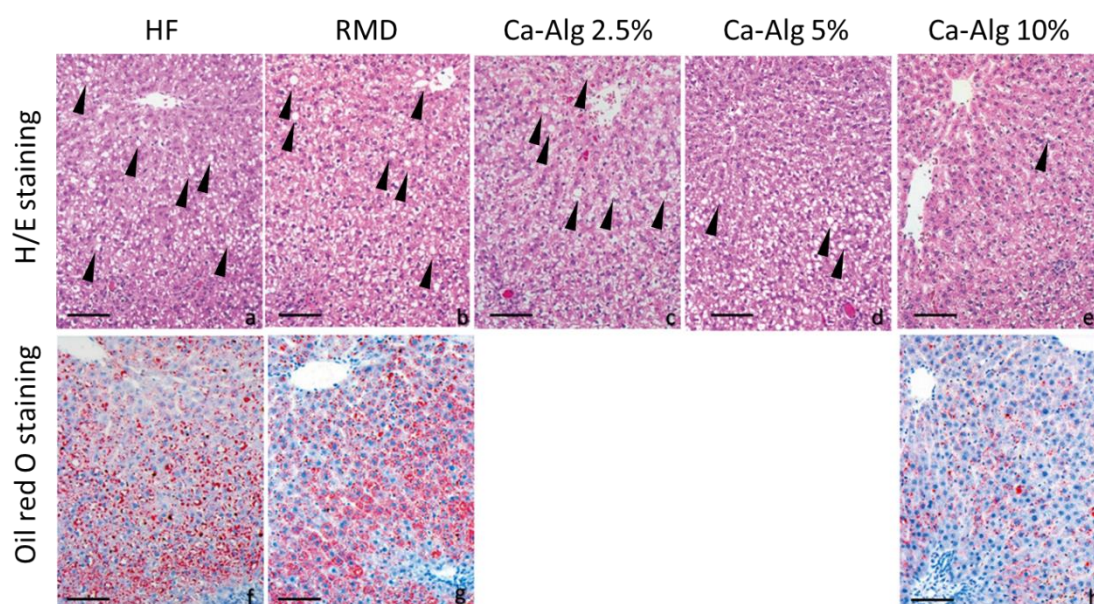 HF RMD Ca-Alg 2.5% Ca-Alg 5% Ca-Alg 10%
H/E staining
a b c d e
Oil red O staining
f g h